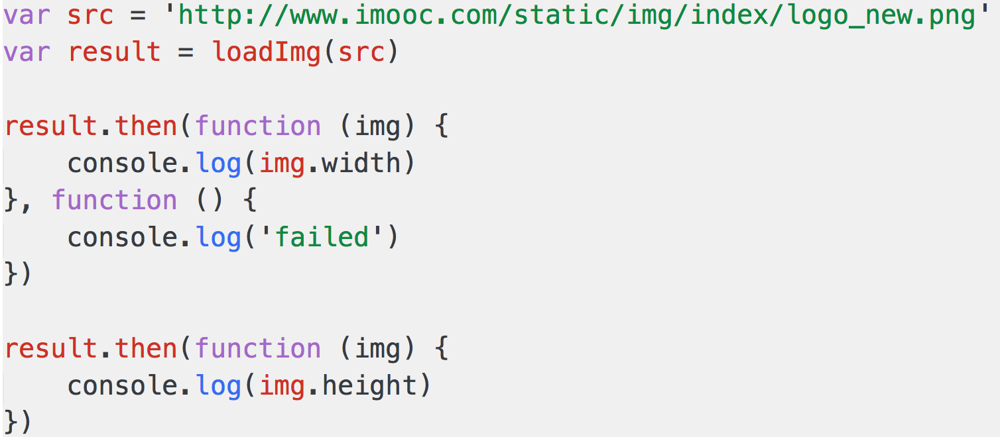 var src = 'http://www.imooc.com/static/img/index/logo_new.png'
var result = loadImg(src)

result.then(function (img) {
    console.log(img.width)
}, function () {
    console.log('failed')
})

result.then(function (img) {
    console.log(img.height)
})